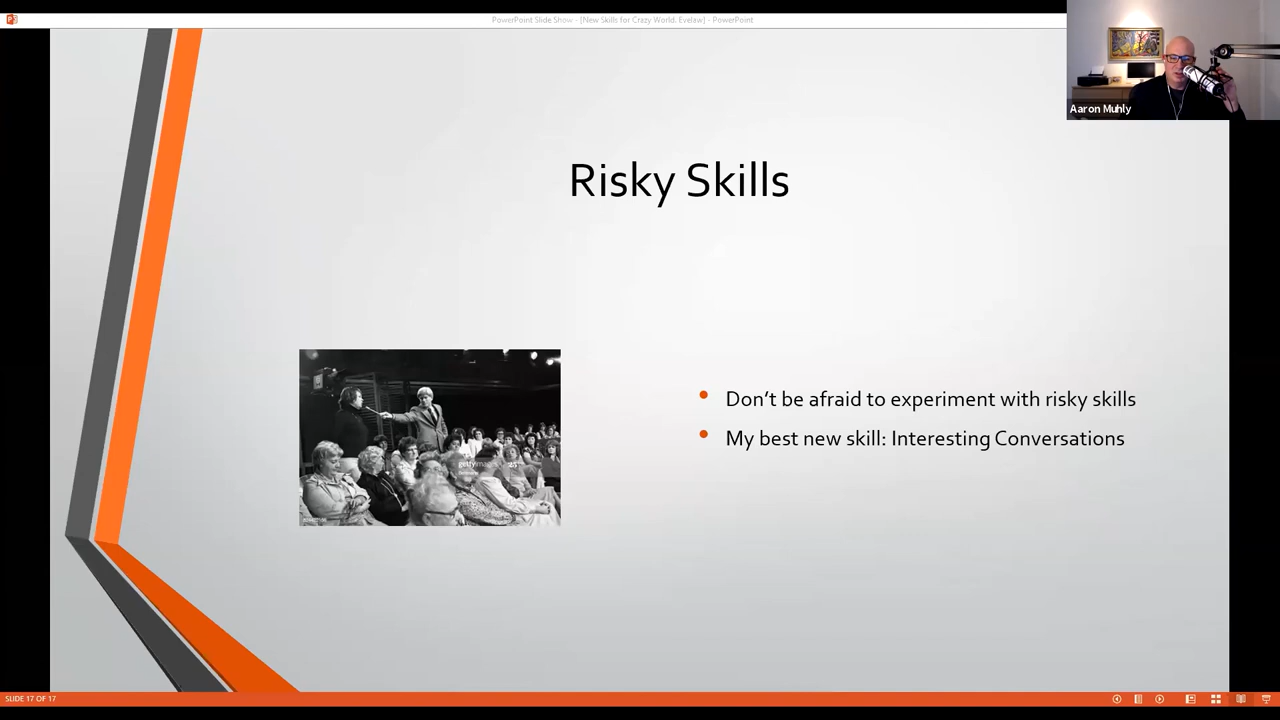 PowerPoint Slide Show - [New Skills for Crazy World. Evelaw] - PowerPoint
Aaron Muhly
Risky Skills
gettyimages
• Don't be afraid to experiment with risky skills
• My best new skill: Interesting Conversations
SLIDE 17 OF 17